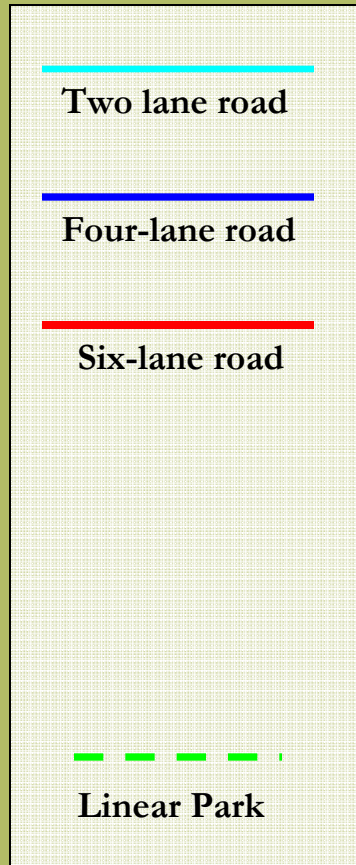 Two lane road
Four-lane road
Six-lane road
Linear Park